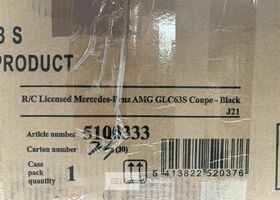 3 S
PRODUCT
R/C Licensed Mercedes-Benz AMG GLC63S Coupe - Black
J21
Article number 5108333
Carton number (30)
Case
pack
quantity 1
5 413822 520376